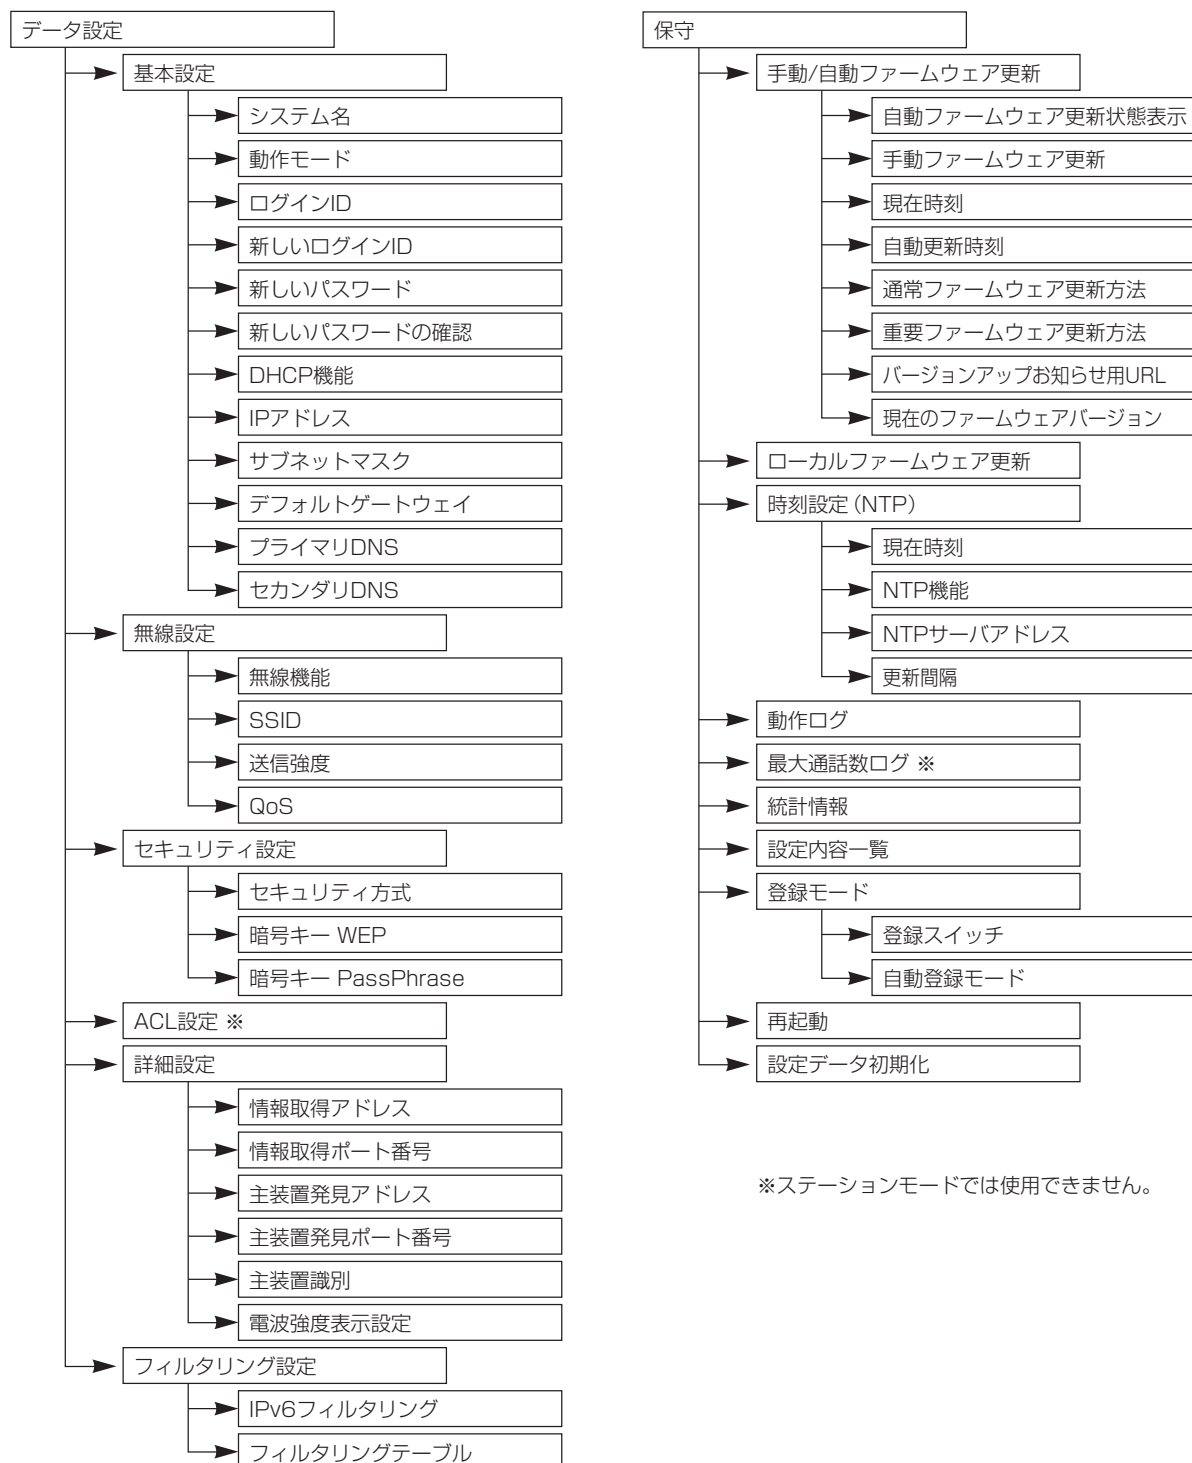 データ設定
基本設定
システム名
動作モード
ログインID
新しいログインID
新しいパスワード
新しいパスワードの確認
DHCP機能
IPアドレス
サブネットマスク
デフォルトゲートウェイ
プライマリDNS
セカンダリDNS
無線設定
無線機能
SSID
送信強度
QoS
セキュリティ設定
セキュリティ方式
暗号キー WEP
暗号キー PassPhrase
ACL設定 ※
詳細設定
情報取得アドレス
情報取得ポート番号
主装置発見アドレス
主装置発見ポート番号
主装置識別
電波強度表示設定
フィルタリング設定
IPv6フィルタリング
フィルタリングテーブル
保守
手動/自動ファームウェア更新
自動ファームウェア更新状態表示
手動ファームウェア更新
現在時刻
自動更新時刻
通常ファームウェア更新方法
重要ファームウェア更新方法
バージョンアップお知らせ用URL
現在のファームウェアバージョン
ローカルファームウェア更新
時刻設定（NTP）
現在時刻
NTP機能
NTPサーバアドレス
更新間隔
動作ログ
最大通話数ログ ※
統計情報
設定内容一覧
登録モード
登録スイッチ
自動登録モード
再起動
設定データ初期化
※ステーションモードでは使用できません。